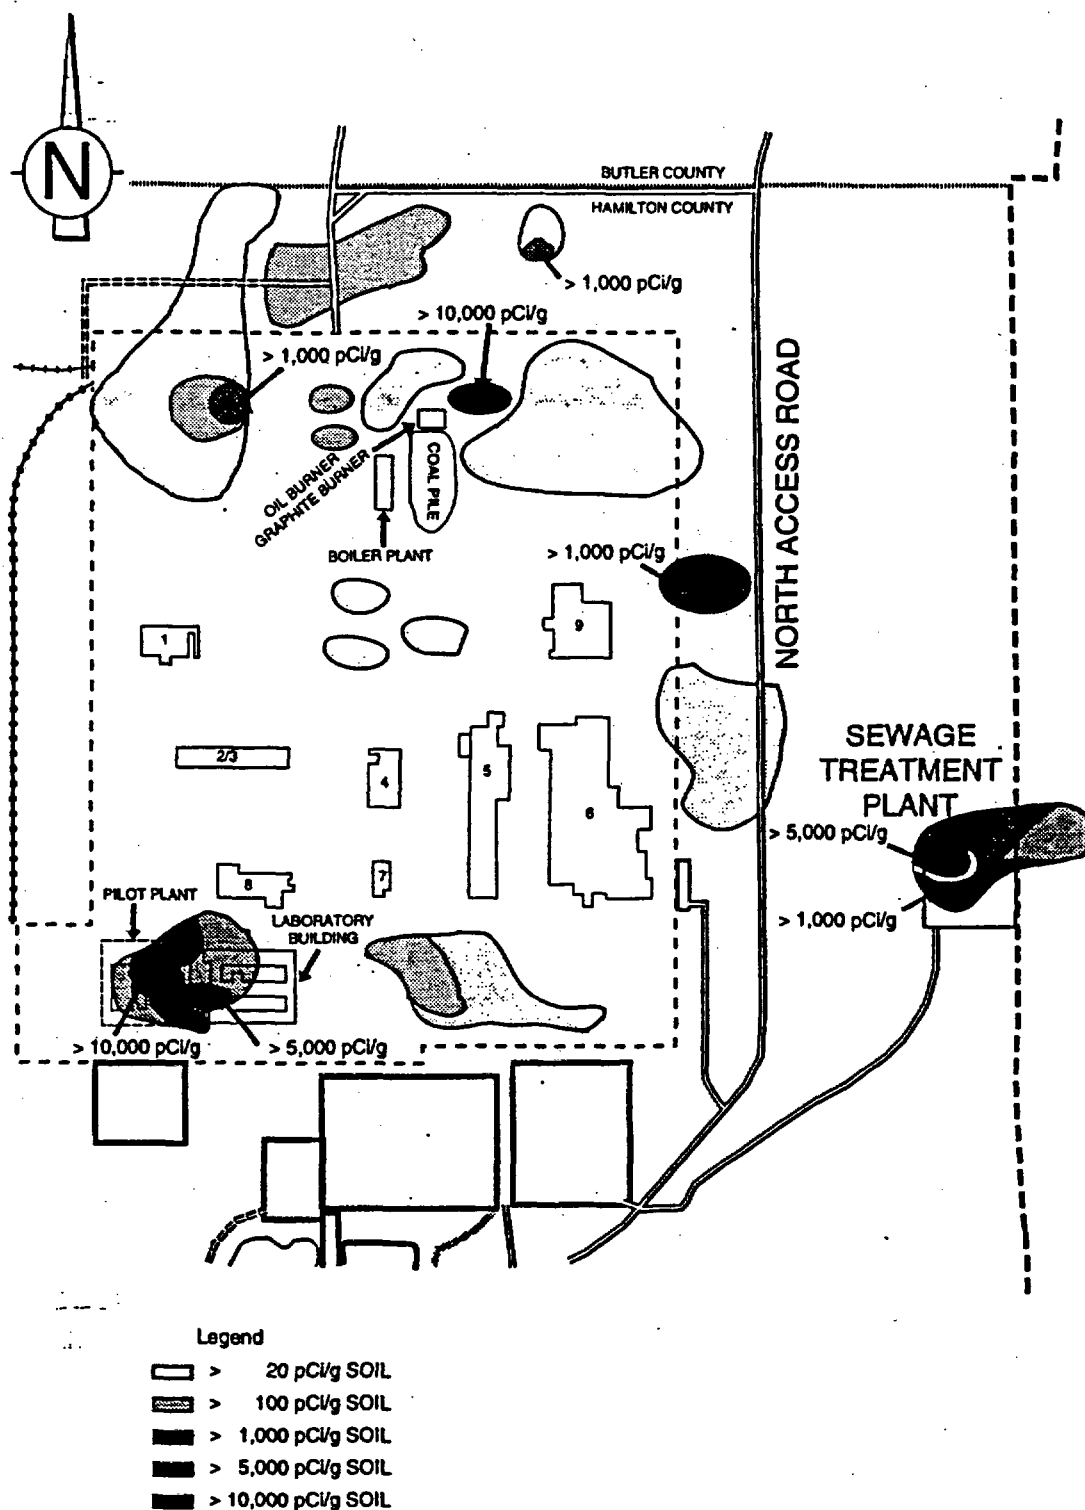 N
BUTLER COUNTY
HAMILTON COUNTY
> 1,000 pCi/g
> 10,000 pCi/g
> 1,000 pCi/g
NORTH ACCESS ROAD
OIL BURNER
GRAPHITE BURNER
COAL PILE
BOILER PLANT
> 1,000 pCi/g
1
9
2/3
4
5
6
SEWAGE
TREATMENT
PLANT
> 5,000 pCi/g
8
7
PILOT PLANT
LABORATORY
BUILDING
> 1,000 pCi/g
> 10,000 pCi/g
> 5,000 pCi/g
Legend
> 20 pCi/g SOIL
> 100 pCi/g SOIL
> 1,000 pCi/g SOIL
> 5,000 pCi/g SOIL
> 10,000 pCi/g SOIL